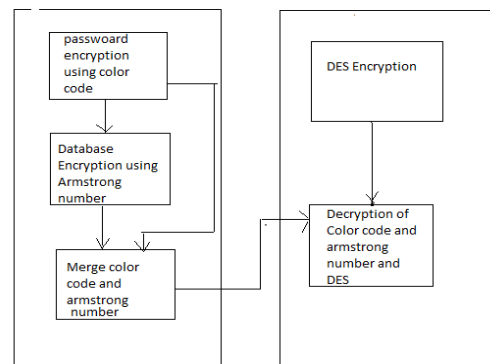 passwoard
encryption
using color
code
Database
Encryption using
Armstrong
number
Merge color
code and
armstrong
number
DES Encryption
Decryption of
Color code and
armstrong
number and
DES